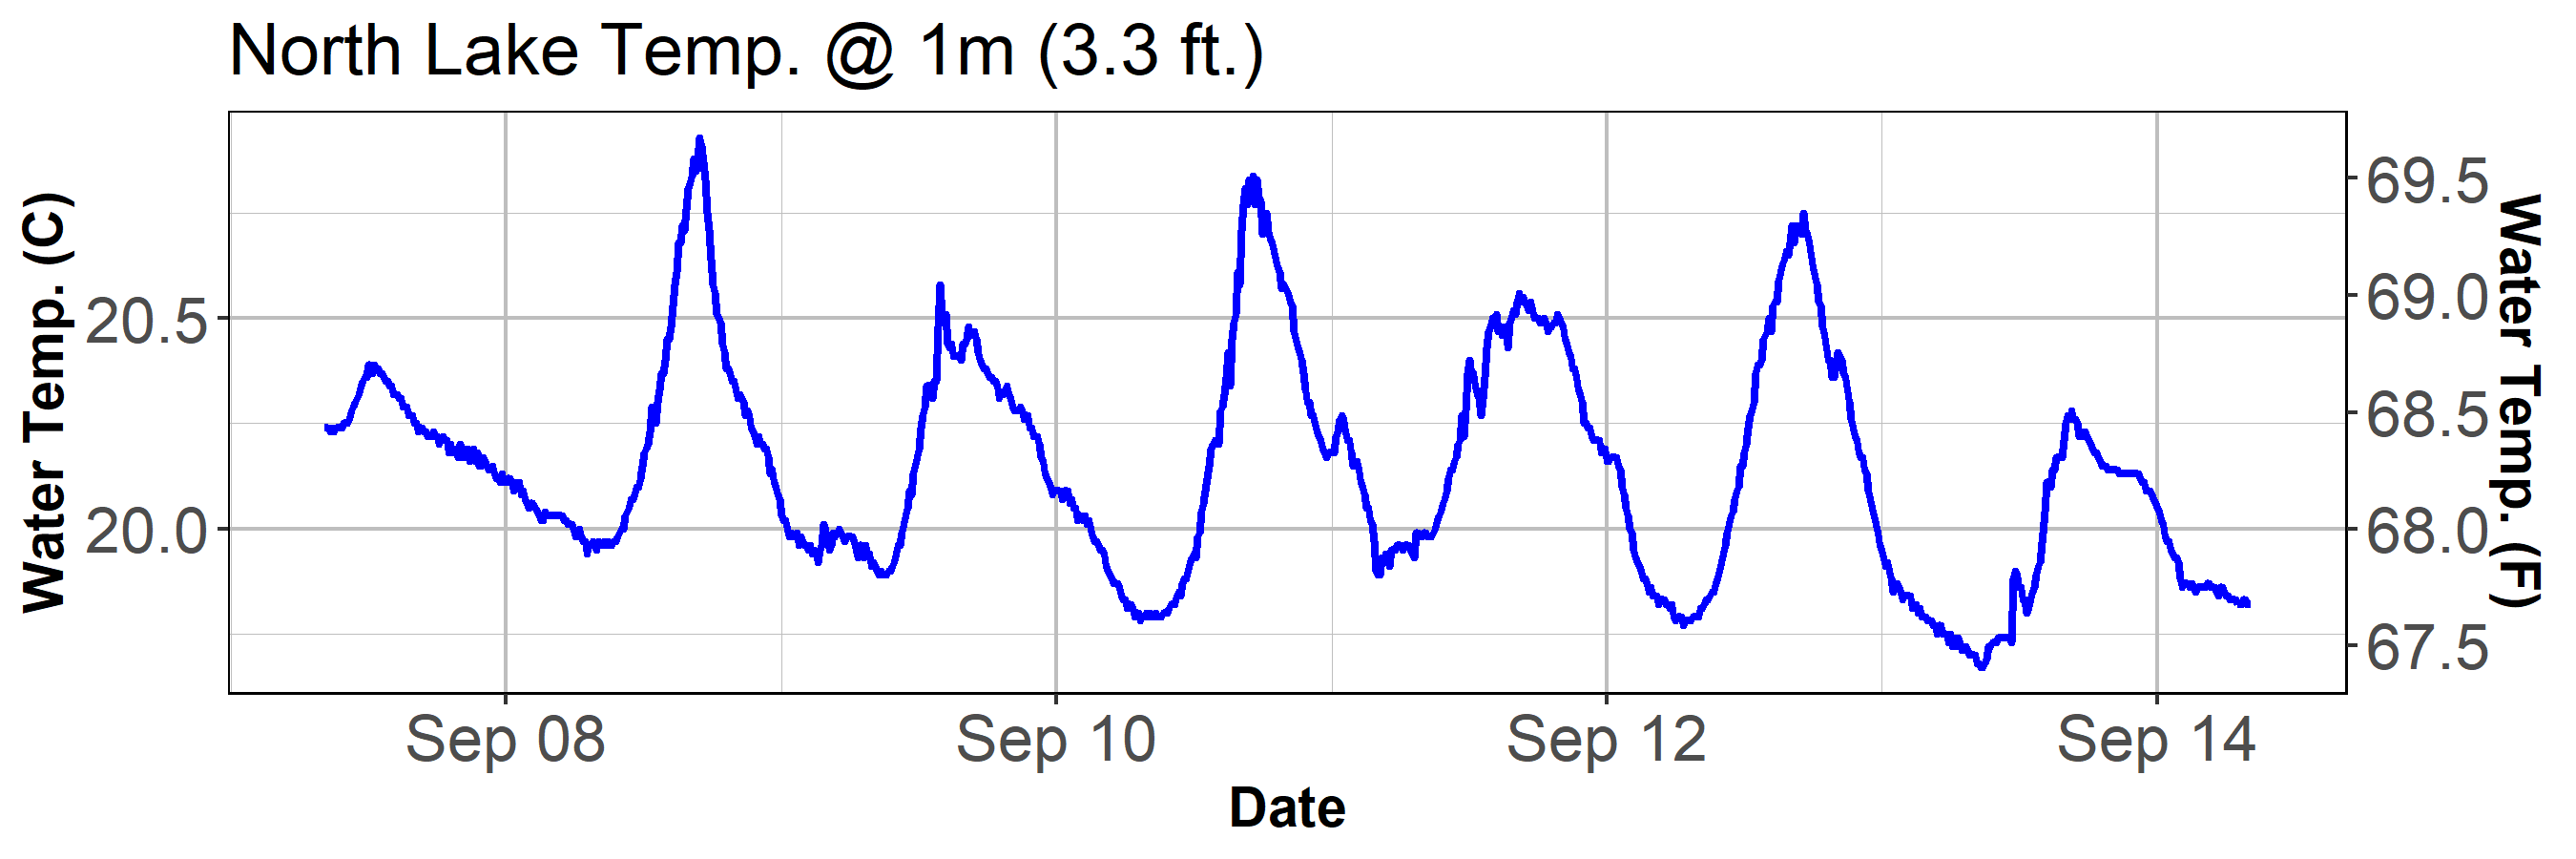 North Lake Temp. @ 1m (3.3 ft.)
Water Temp. (C)
20.5
20.0
69.5
69.0
68.5
68.0
67.5
Water Temp. (F)
Sep 08 Sep 10 Sep 12 Sep 14
Date